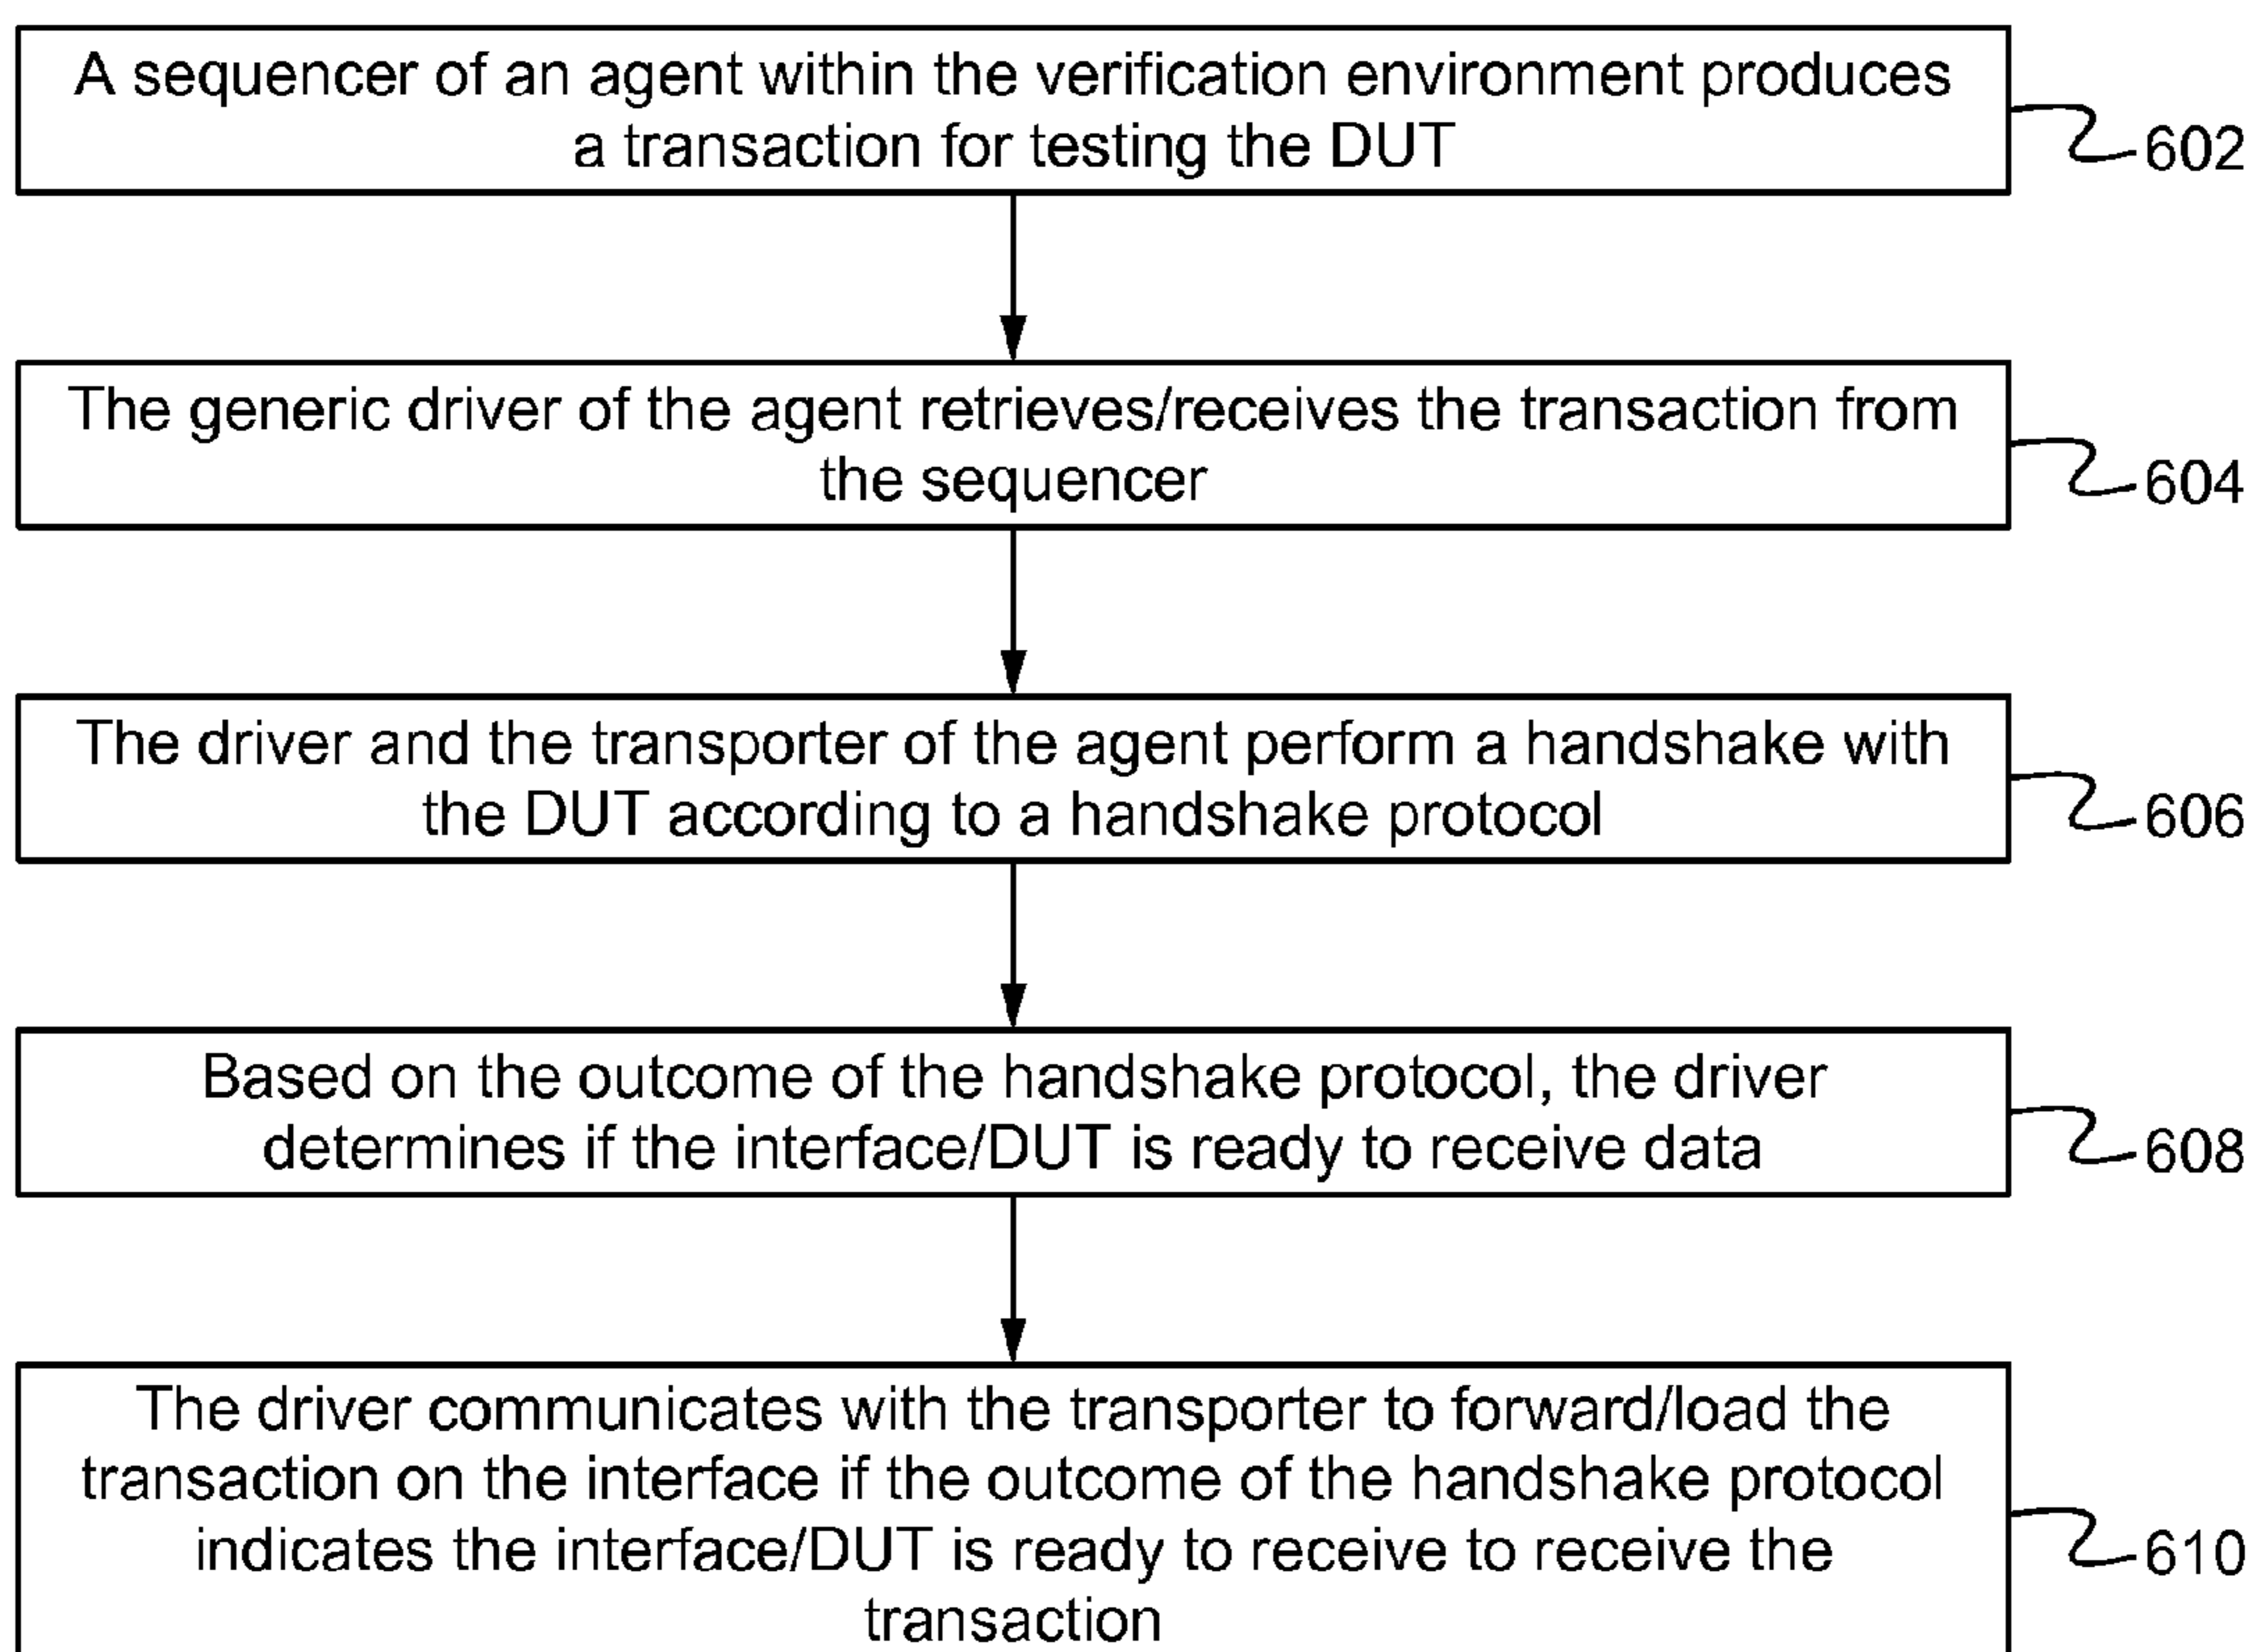 A sequencer of an agent within the verification environment produces
a transaction for testing the DUT
602
The generic driver of the agent retrieves/receives the transaction from
the sequencer
604
The driver and the transporter of the agent perform a handshake with
the DUT according to a handshake protocol
606
Based on the outcome of the handshake protocol, the driver
determines if the interface/DUT is ready to receive data
608
The driver communicates with the transporter to forward/load the
transaction on the interface if the outcome of the handshake protocol
indicates the interface/DUT is ready to receive to receive the
transaction
610